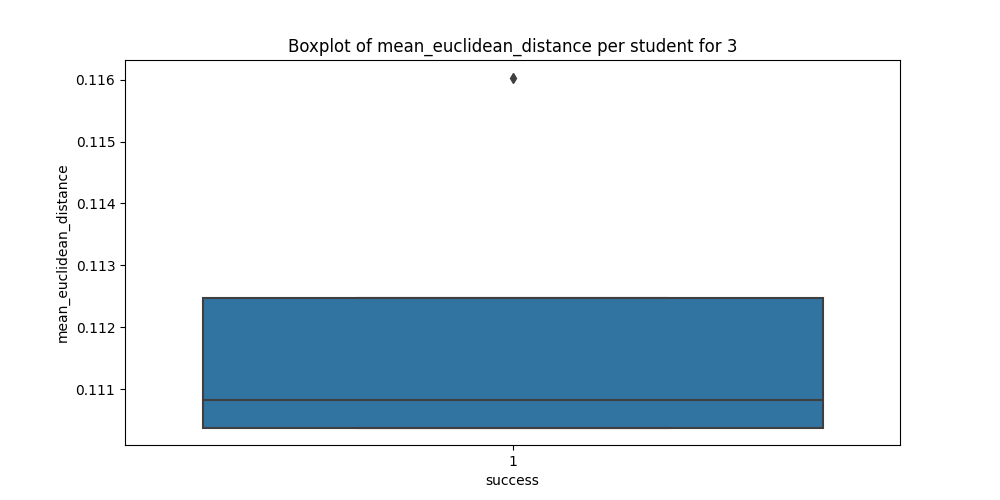 Boxplot of mean_euclidean_distance per student for 3
0.116
0.115
0.114
0.113
0.112
0.111
mean_euclidean_distance
1
success